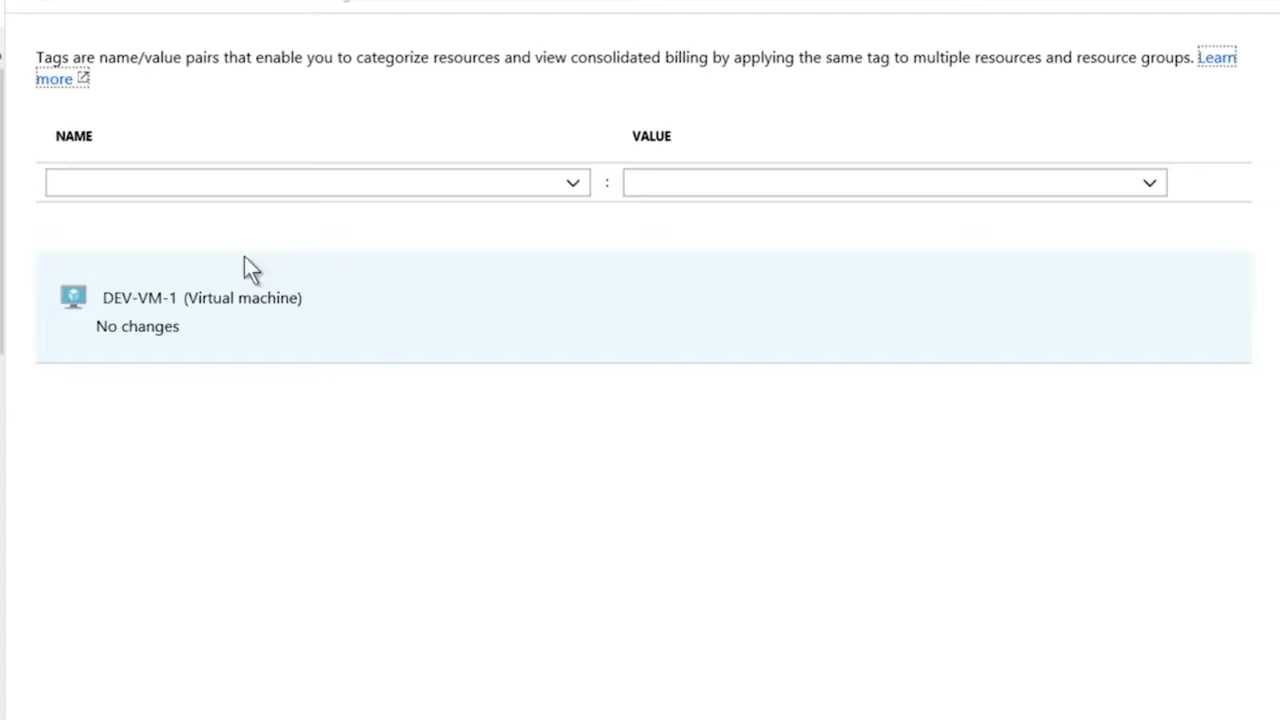 Tags are name/value pairs that enable you to categorize resources and view consolidated billing by applying the same tag to multiple resources and resource groups. Learn
more
NAME VALUE
:
DEV-VM-1 (Virtual machine)
No changes